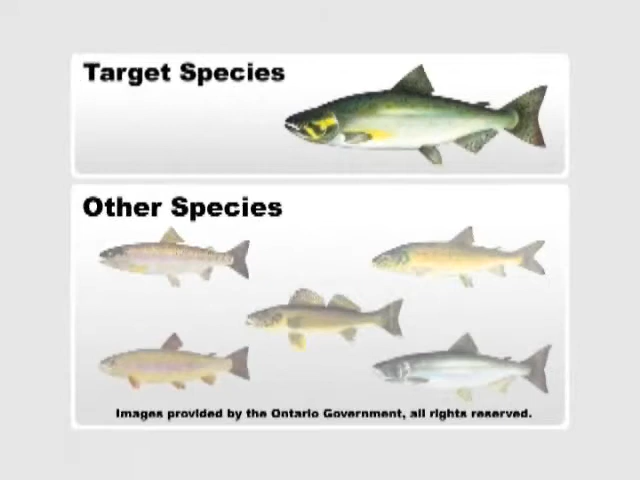 Target Species
Other Species
Images provided by the Ontario Government, all rights reserved.